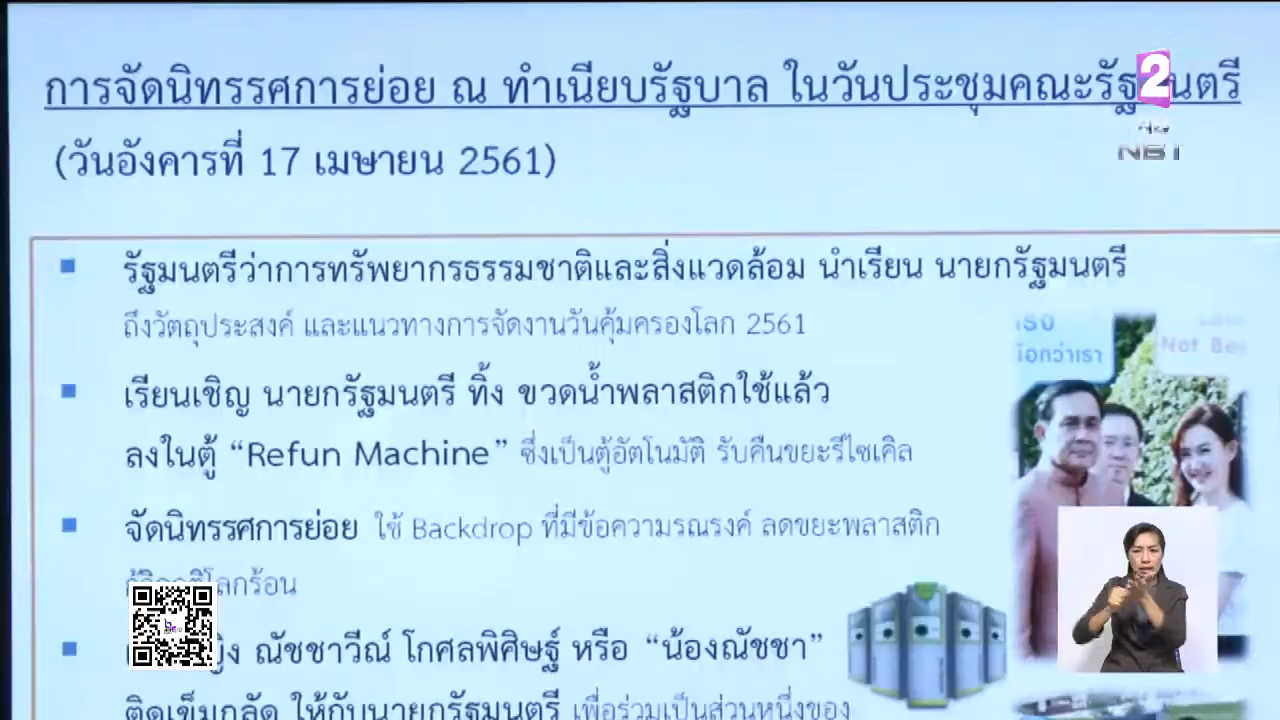 การจัดนิทรรศการย่อย ณ ทำเนียบรัฐบาล ในวันประชุมคณะรัฐมนตรี
2
NBT
(วันอังคารที่ 17 เมษายน 2561)
รัฐมนตรีว่าการทรัพยากรธรรมชาติและสิ่งแวดล้อม นำเรียน นายกรัฐมนตรี
ถึงวัตถุประสงค์ และแนวทางการจัดงานวันคุ้มครองโลก 2561
เรียนเชิญ นายกรัฐมนตรี ทิ้ง ขวดน้ำพลาสติกใช้แล้ว
ลงในตู้ “Refun Machine” ซึ่งเป็นตู้อัตโนมัติ รับคืนขยะรีไซเคิล
จัดนิทรรศการย่อย ใช้ Backdrop ที่มีข้อความรณรงค์ ลดขยะพลาสติก
โลกร้อน
ณัชชาวีณ์ โกศลพิศิษฐ์ หรือ “น้องณัชชา”
ติดเข็มกลัด ให้กับนายกรัฐมนตรี เพื่อร่วมเป็นส่วนหนึ่งของ
Not